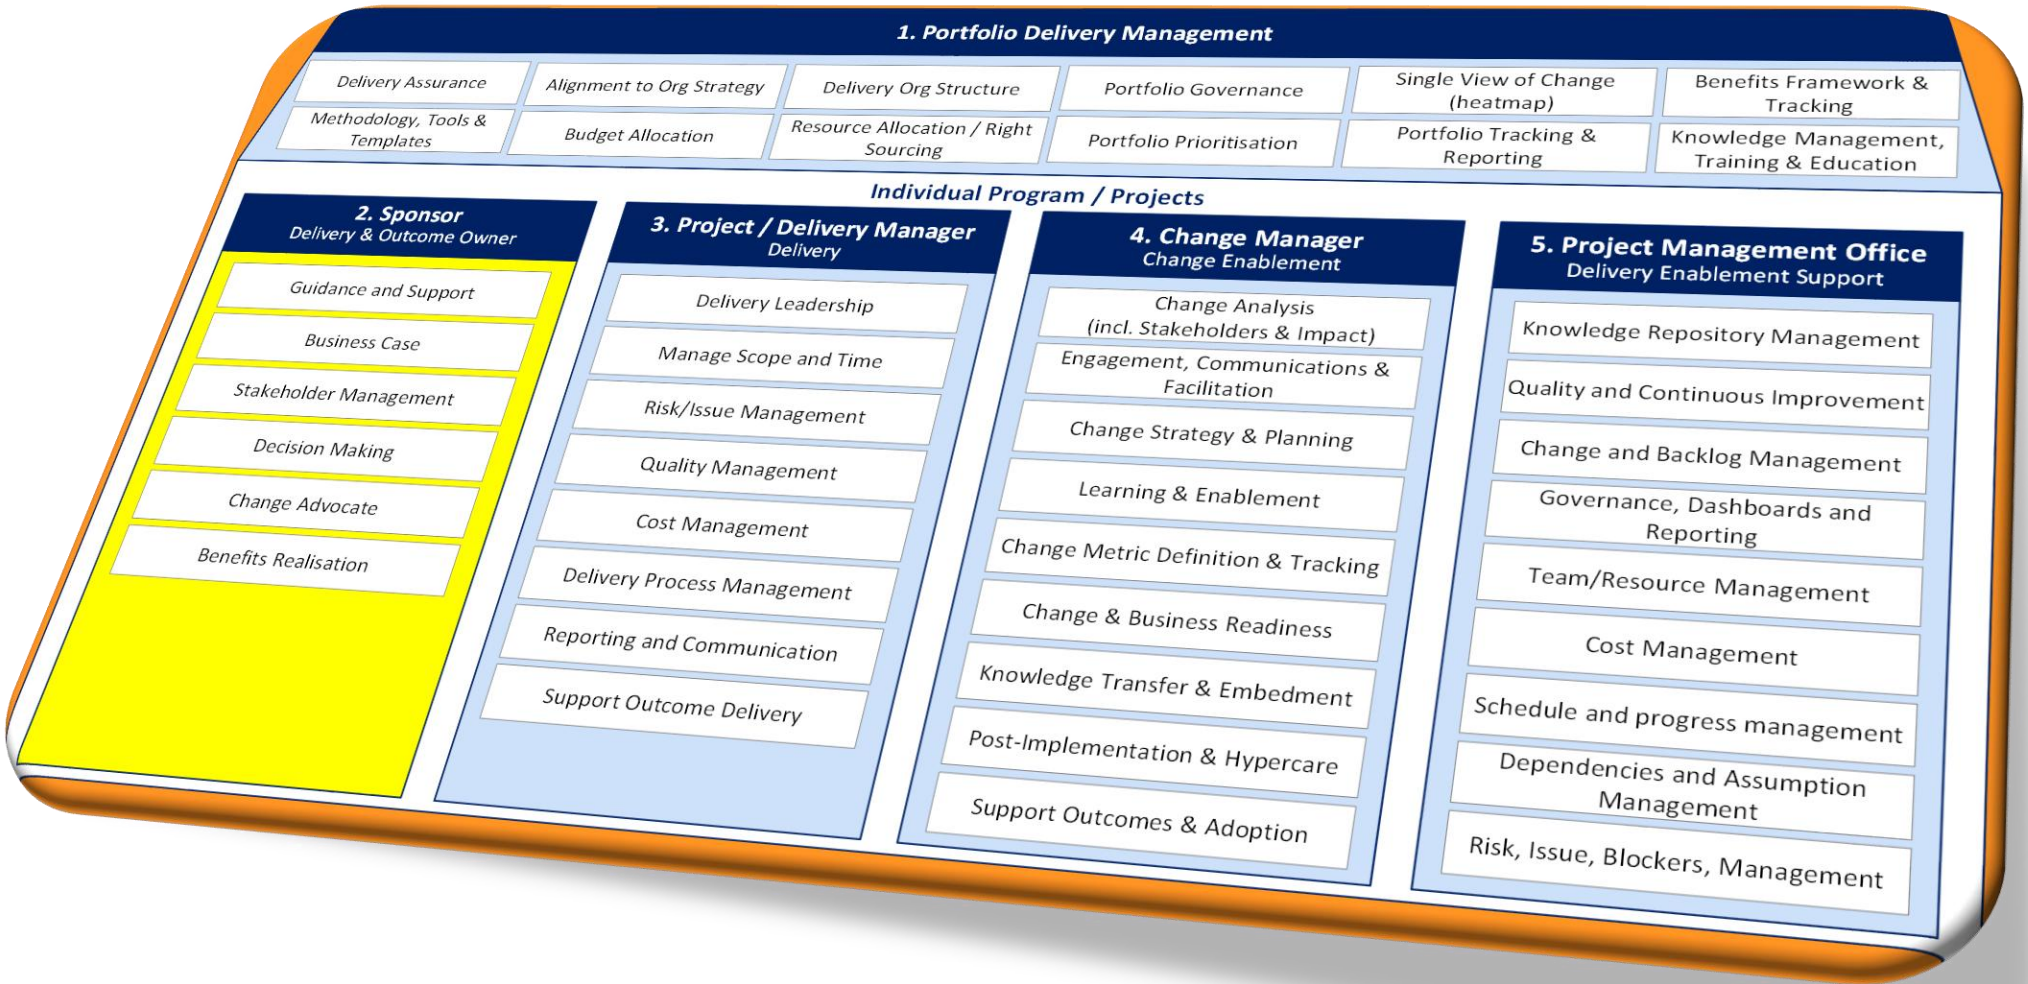 1. Portfolio Delivery Management
Delivery Assurance
Alignment to Org Strategy
Delivery Org Structure
Portfolio Governance
Single View of Change
(heatmap)
Benefits Framework &
Tracking
Methodology, Tools &
Templates
Budget Allocation
Resource Allocation / Right
Sourcing
Portfolio Prioritisation
Portfolio Tracking &
Reporting
Knowledge Management,
Training & Education
Individual Program / Projects
2. Sponsor
Delivery & Outcome Owner
Guidance and Support
Business Case
Stakeholder Management
Decision Making
Change Advocate
Benefits Realisation
3. Project / Delivery Manager
Delivery
Delivery Leadership
Manage Scope and Time
Risk/Issue Management
Quality Management
Cost Management
Delivery Process Management
Reporting and Communication
Support Outcome Delivery
4. Change Manager
Change Enablement
Change Analysis
(incl. Stakeholders & Impact)
Engagement, Communications &
Facilitation
Change Strategy & Planning
Learning & Enablement
Change Metric Definition & Tracking
Change & Business Readiness
Knowledge Transfer & Embedment
Post-Implementation & Hypercare
Support Outcomes & Adoption
5. Project Management Office
Delivery Enablement Support
Knowledge Repository Management
Quality and Continuous Improvement
Change and Backlog Management
Governance, Dashboards and
Reporting
Team/Resource Management
Cost Management
Schedule and progress management
Dependencies and Assumption
Management
Risk, Issue, Blockers, Management